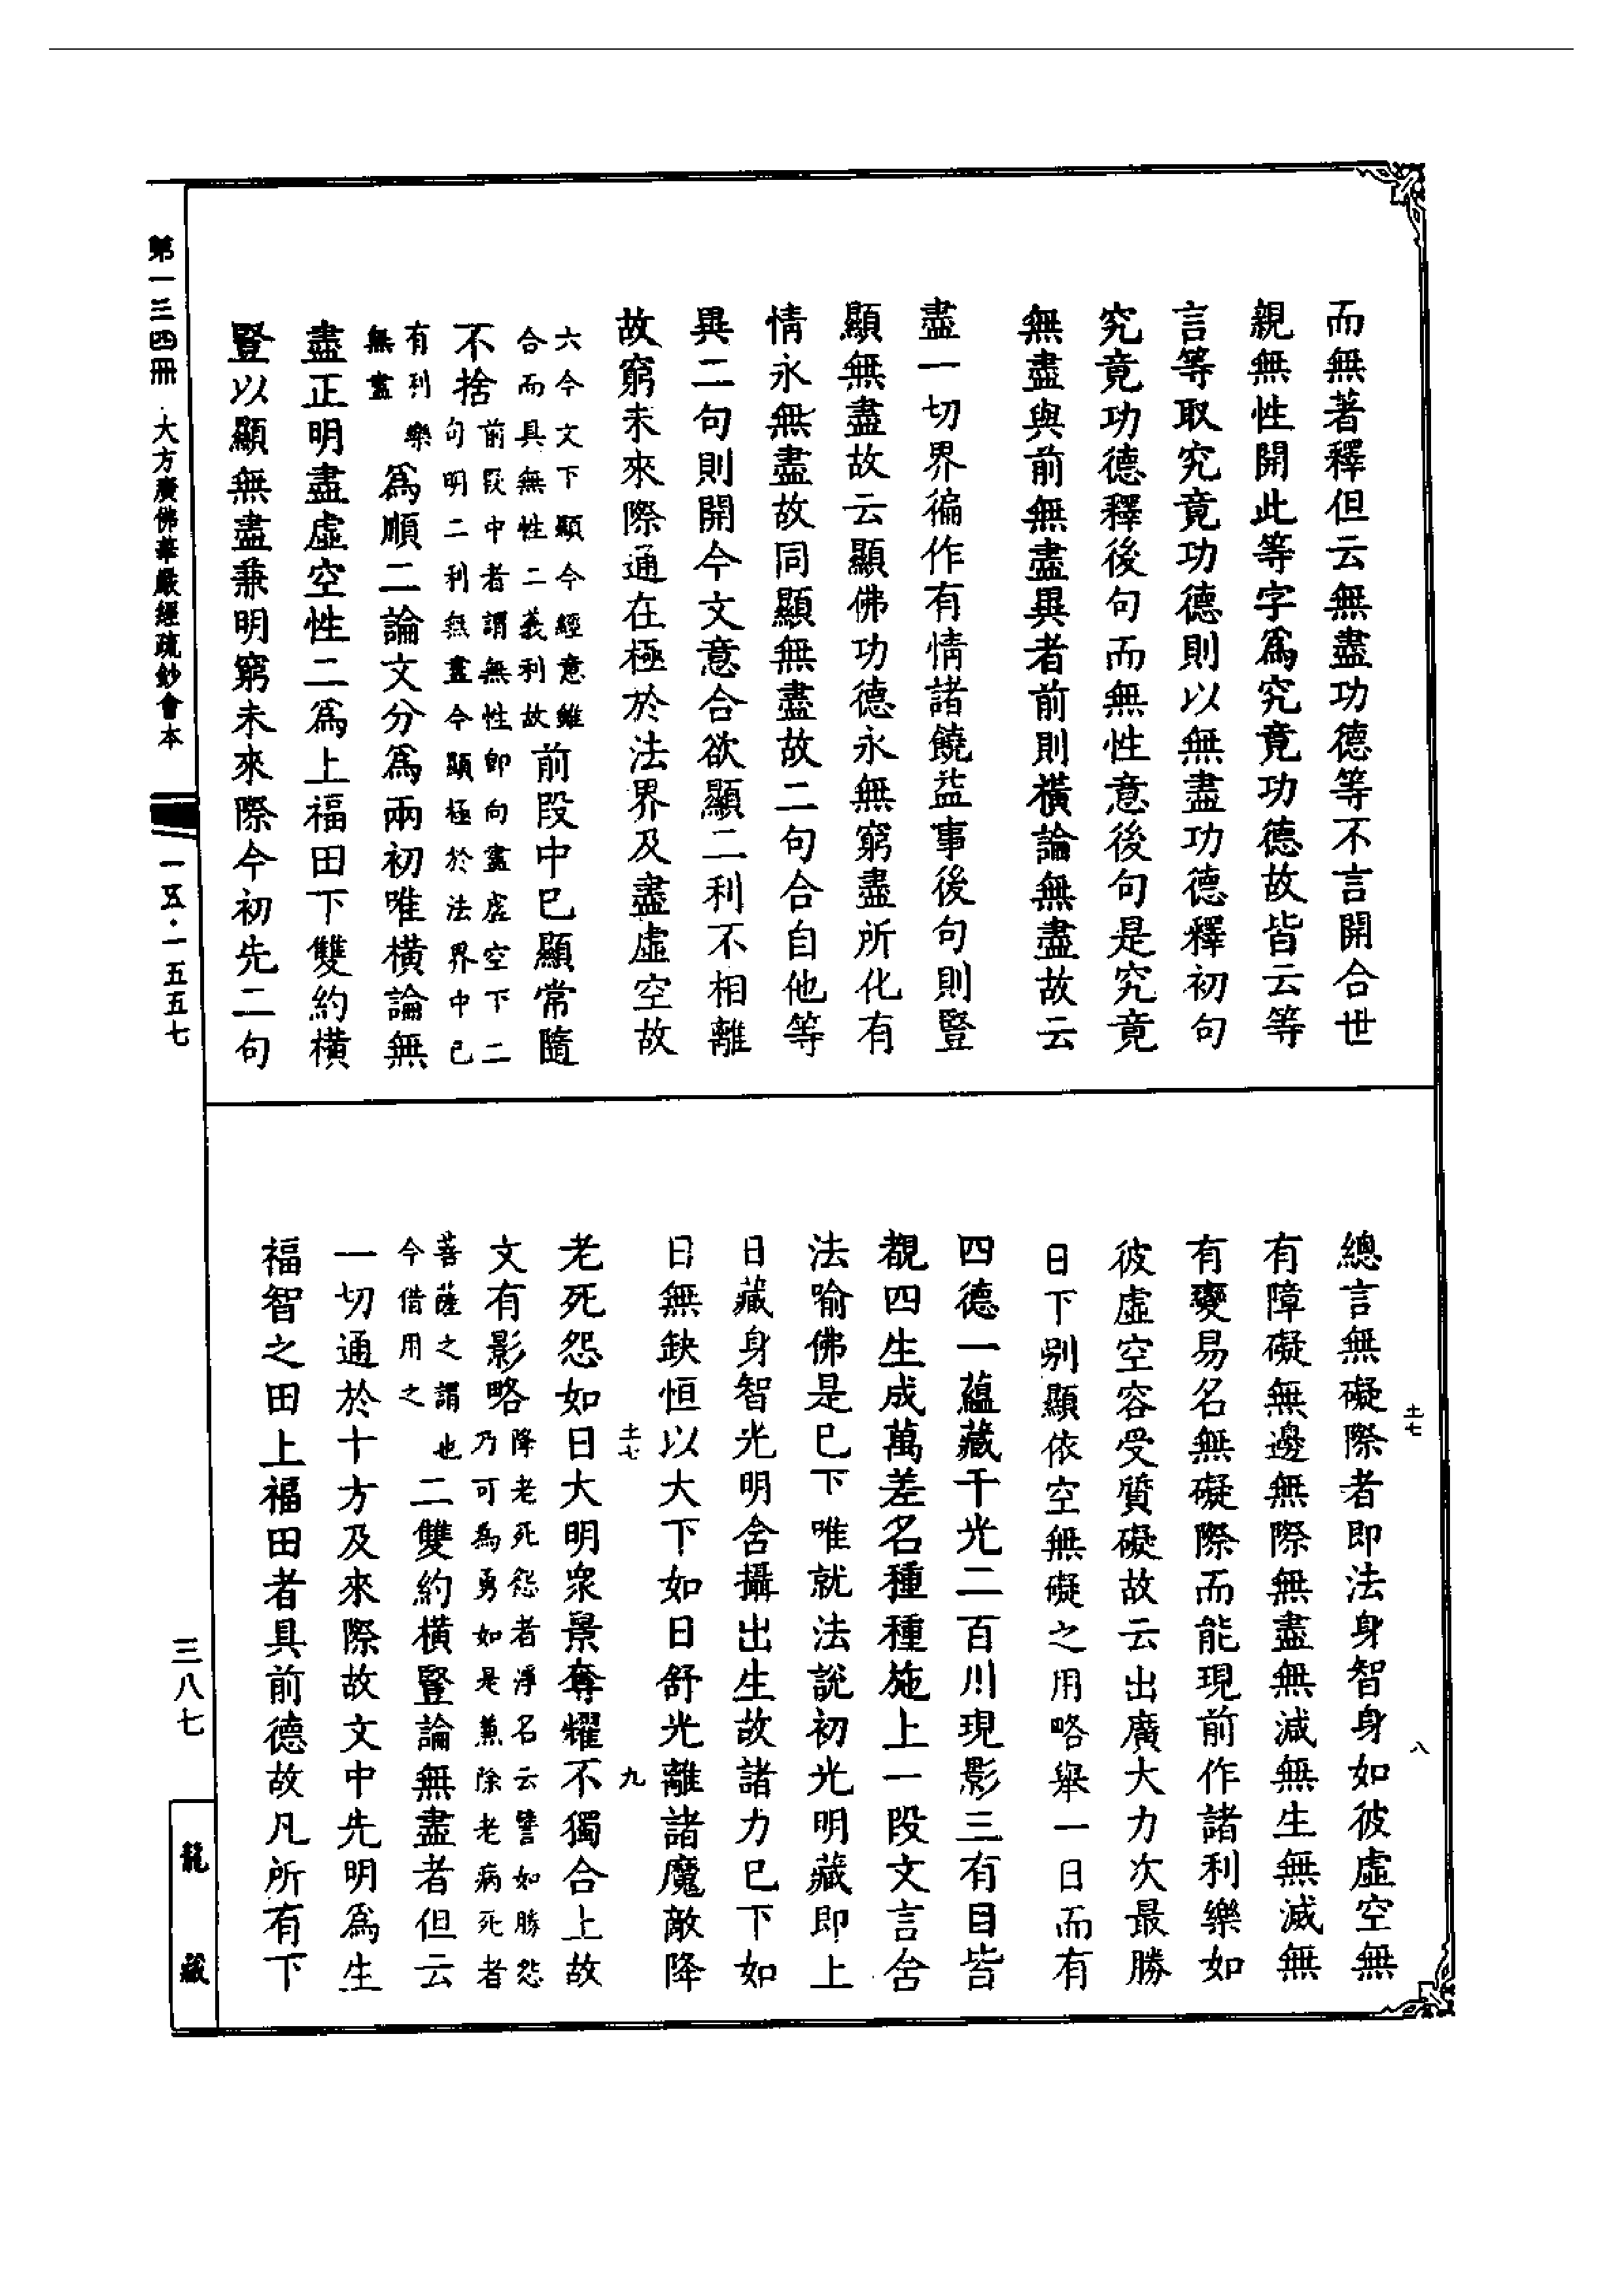 而無著釋但云無盡功德等不言開合世
親無性開此等字爲究竟功德故皆云等
言等取究竟功德則以無盡功德釋初句
究竟功德釋後句而無性意後句是究竟
無盡與前無盡異者前則橫論無盡故云
盡一切界徧作有情諸饒益事後句則豎
顯無盡故云顯佛功德永無窮盡所化有
情永無盡故同顯無盡故二句合自他等
異二句則開今文意合欲顯二利不相離
故窮未來際通在極於法界及盡虛空故
六今文下顯今經意雖
合而具無性二義利故
前段中已顯常隨
不捨
前段中者謂無性即向盡虛空下二
句明二利無盡今顯極於法界中已
有利樂
無盡
爲順二論文分爲兩初唯橫論無
盡正明盡虛空性二爲上福田下雙約橫
豎以顯無盡兼明窮未來際今初先二句
總言無礙際者即法身智身如彼虛空無
有障礙無邊無際無盡無減無生無滅無
有變易名無礙際而能現前作諸利樂如
彼虛空容受質礙故云出廣大力次最勝
日下別顯依空無礙之用略舉一日而有
四德一蘊藏千光二百川現影三有目皆
覩四生成萬差名種種施上一段文言含
法喻佛是已下唯就法說初光明藏即上
日藏身智光明含攝出生故諸力已下如
日無缺恒以大下如日舒光離諸魔敵降
老死怨如日大明衆景奪耀不獨合上故
文有影略
降老死怨者淨名云譬如勝怨
乃可為勇如是兼除老病死者
菩薩之謂也
今借用之
二雙約橫豎論無盡者但云
一切通於十方及來際故文中先明爲生
福智之田上福田者具前德故凡所有下
十七
八
十七
九
第一三四冊
大方廣佛華嚴經疏鈔會本
一五·一五五七
三八七
龍藏